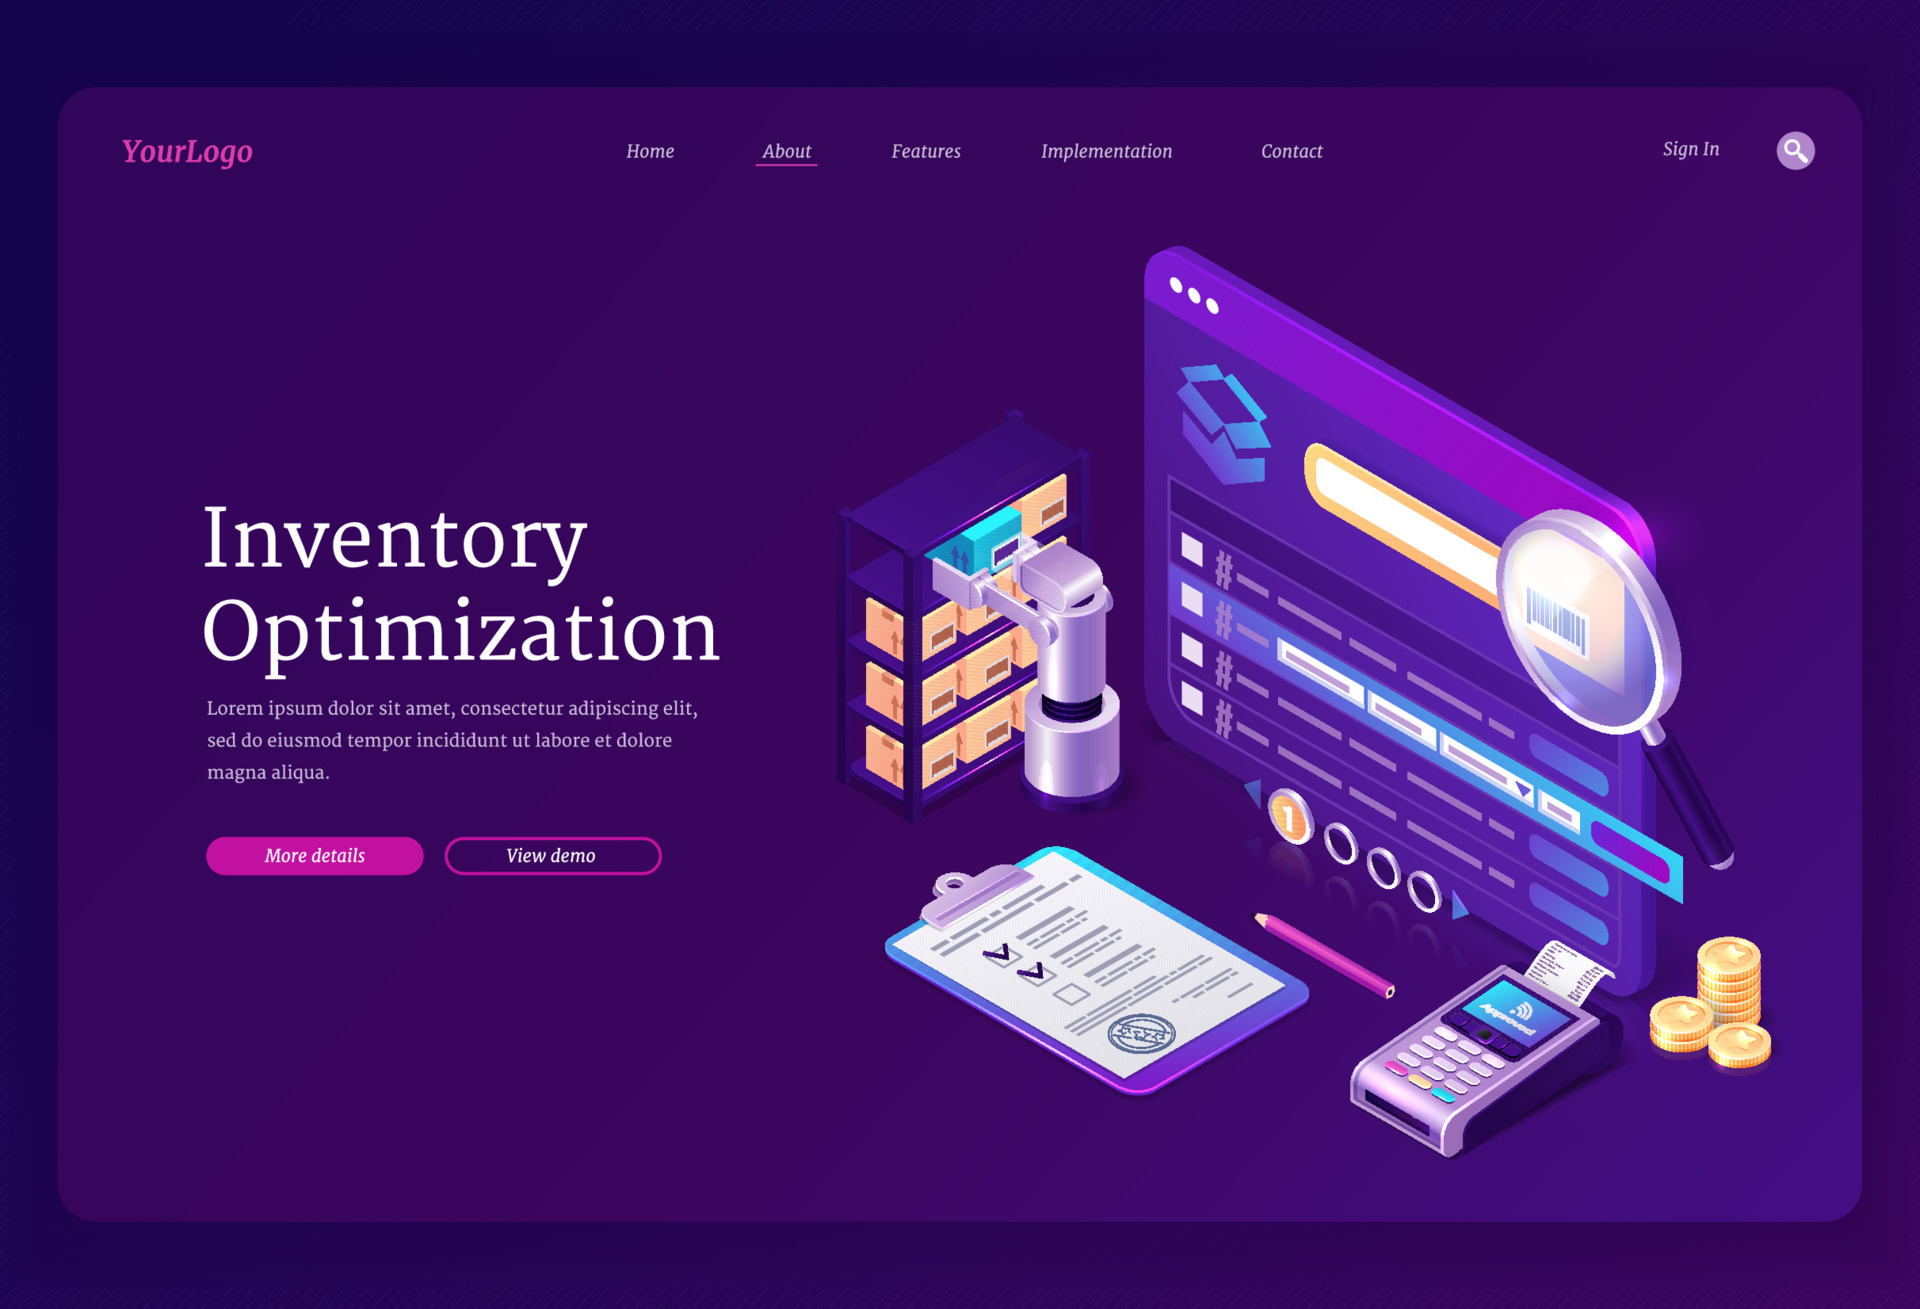 YourLogo
Home
About
Features
Implementation
Contact
Sign In
Inventory
Optimization
Lorem ipsum dolor sit amet, consectetur adipiscing elit,
sed do eiusmod tempor incididunt ut labore et dolore
magna aliqua.
More details
View demo
#
#
#
#
1